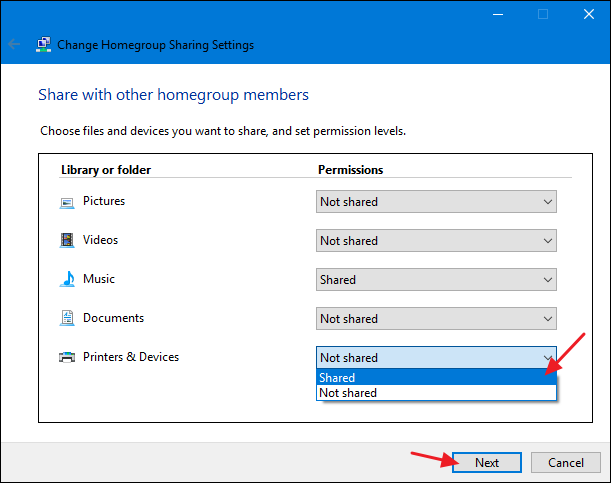 Change Homegroup Sharing Settings
Share with other homegroup members
Choose files and devices you want to share, and set permission levels.
Library or folder Permissions
Pictures Not shared
Videos Not shared
Music Shared
Documents Not shared
Printers & Devices Not shared
Shared
Not shared
Next Cancel